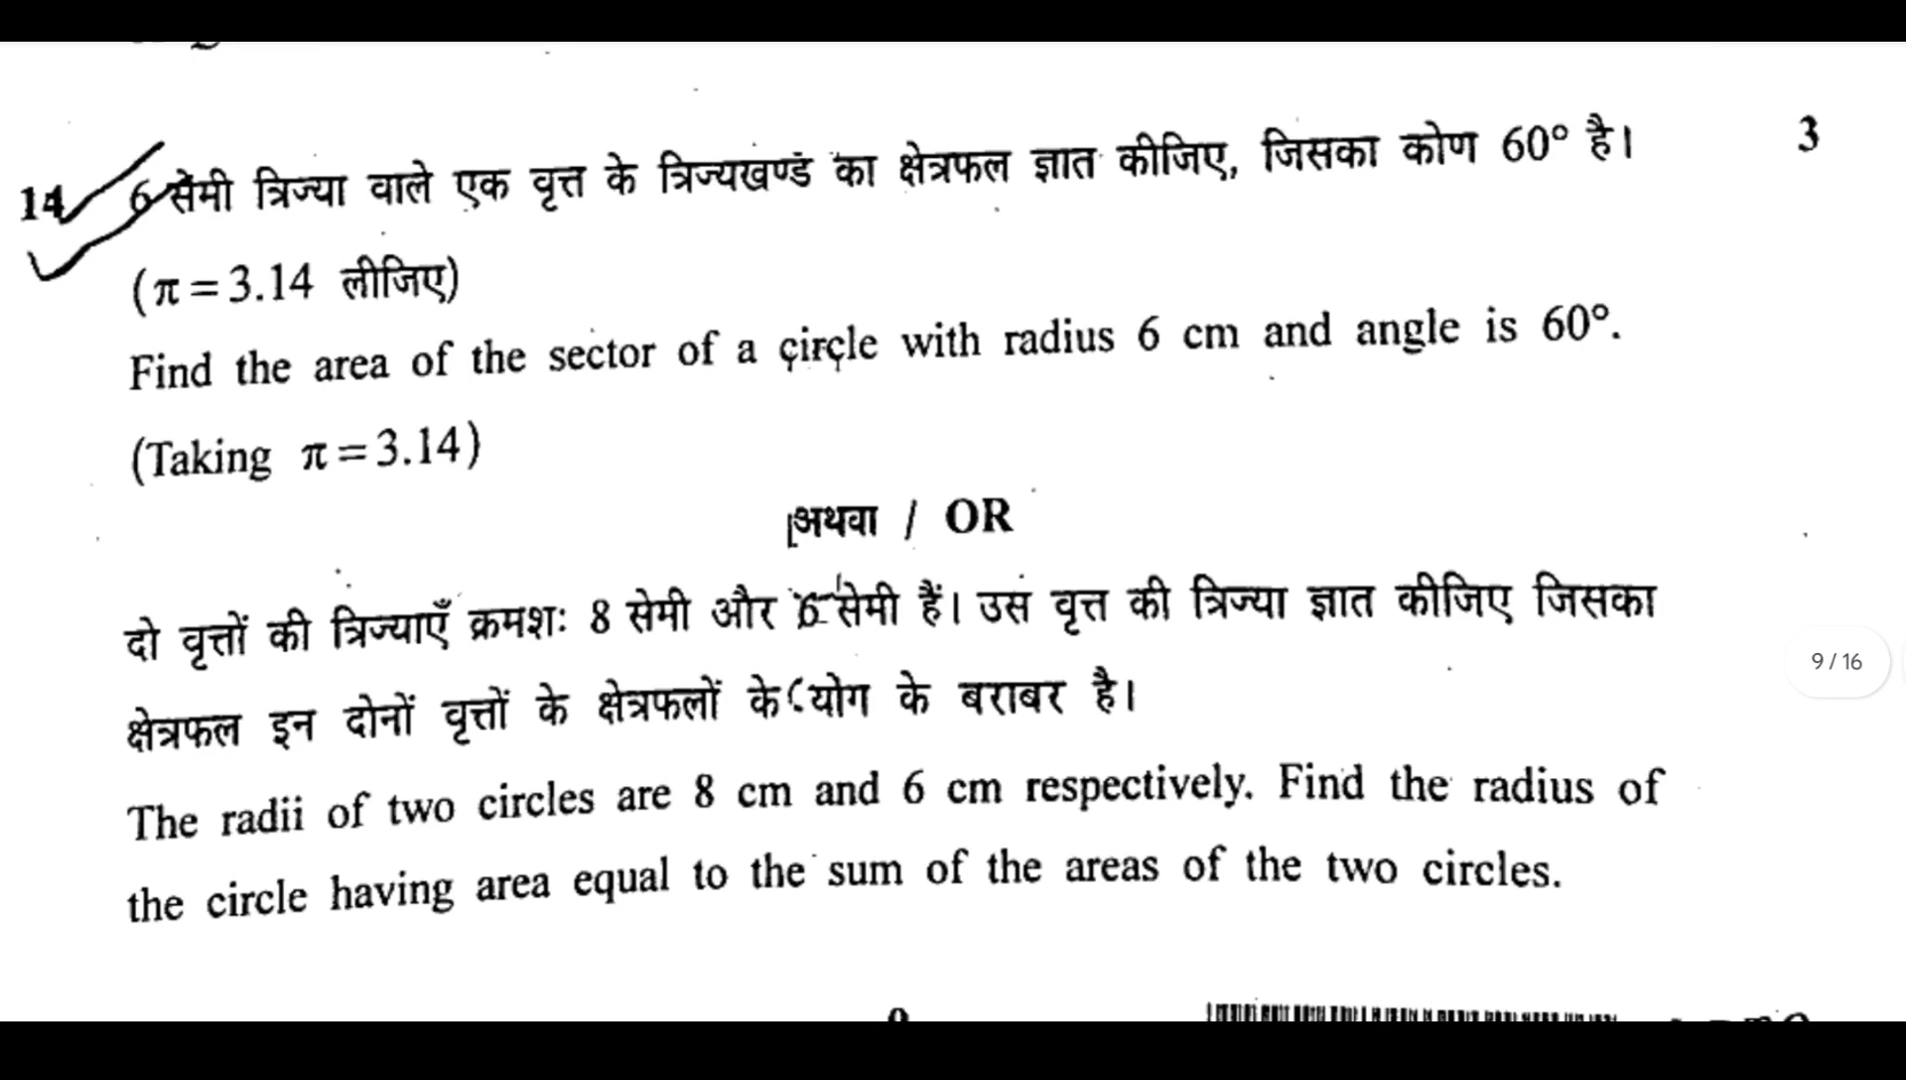 14 6 सेमी त्रिज्या वाले एक वृत्त के त्रिज्यखण्ड का क्षेत्रफल ज्ञात कीजिए, जिसका कोण 60° है। 3
(π = 3.14 लीजिए)
Find the area of the sector of a circle with radius 6 cm and angle is 60°.
(Taking π = 3.14)
अथवा / OR
दो वृत्तों की त्रिज्याएँ क्रमशः 8 सेमी और 6 सेमी हैं। उस वृत्त की त्रिज्या ज्ञात कीजिए जिसका
क्षेत्रफल इन दोनों वृत्तों के क्षेत्रफलों के योग के बराबर है।
9 / 16
The radii of two circles are 8 cm and 6 cm respectively. Find the radius of
the circle having area equal to the sum of the areas of the two circles.